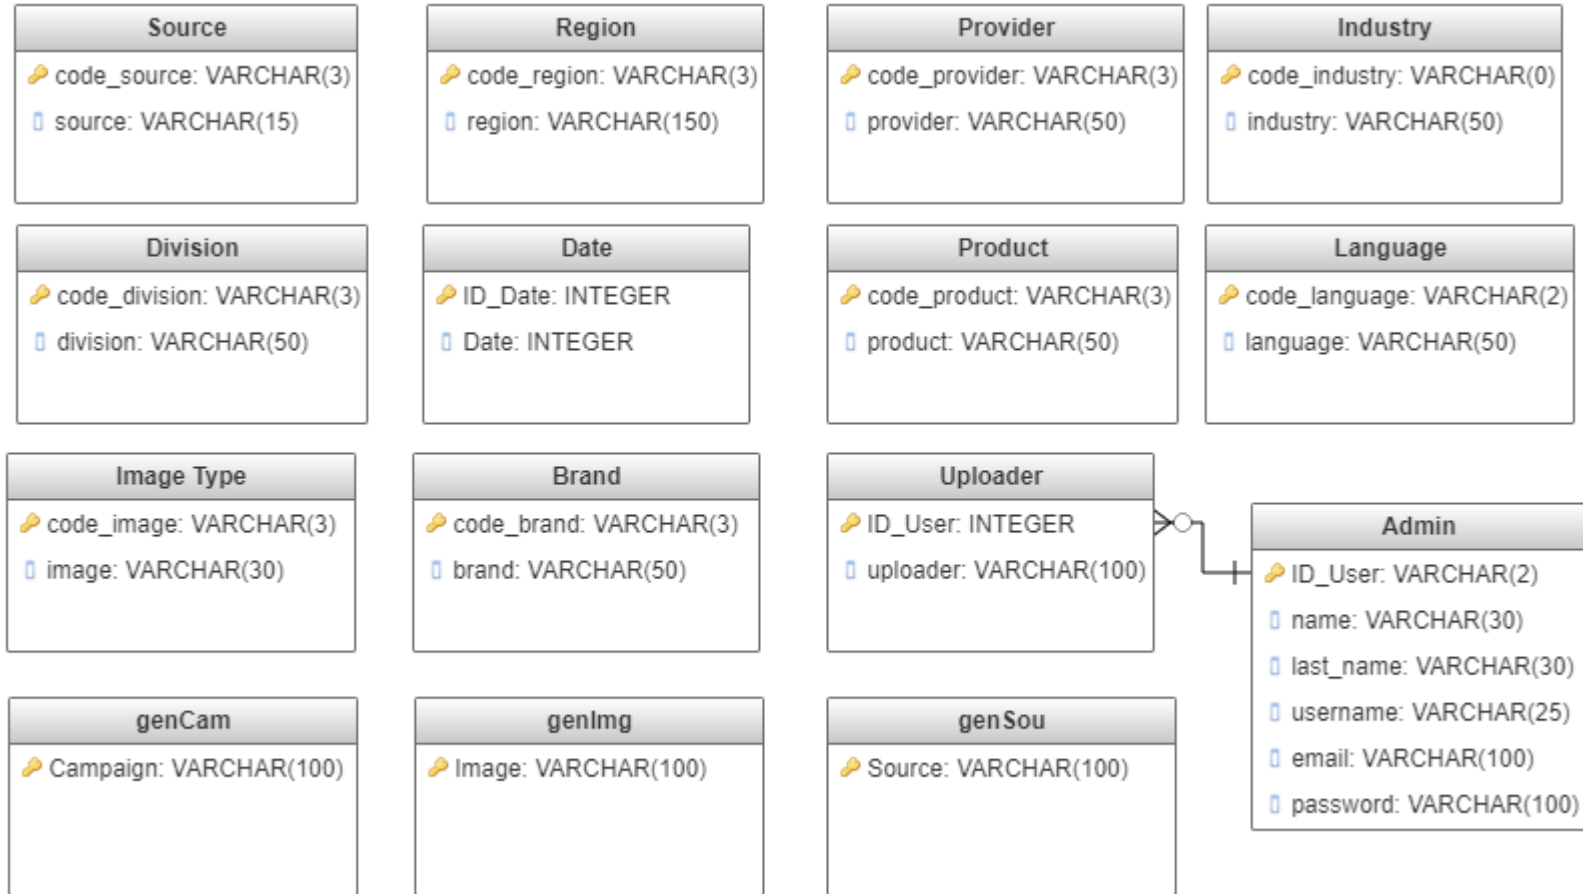 Source
code_source: VARCHAR(3)
source: VARCHAR(15)
Region
code_region: VARCHAR(3)
region: VARCHAR(150)
Provider
code_provider: VARCHAR(3)
provider: VARCHAR(50)
Industry
code_industry: VARCHAR(0)
industry: VARCHAR(50)
Division
code_division: VARCHAR(3)
division: VARCHAR(50)
Date
ID_Date: INTEGER
Date: INTEGER
Product
code_product: VARCHAR(3)
product: VARCHAR(50)
Language
code_language: VARCHAR(2)
language: VARCHAR(50)
Image Type
code_image: VARCHAR(3)
image: VARCHAR(30)
Brand
code_brand: VARCHAR(3)
brand: VARCHAR(50)
Uploader
ID_User: INTEGER
uploader: VARCHAR(100)
Admin
ID_User: VARCHAR(2)
name: VARCHAR(30)
last_name: VARCHAR(30)
username: VARCHAR(25)
email: VARCHAR(100)
password: VARCHAR(100)
genCam
Campaign: VARCHAR(100)
genImg
Image: VARCHAR(100)
genSou
Source: VARCHAR(100)